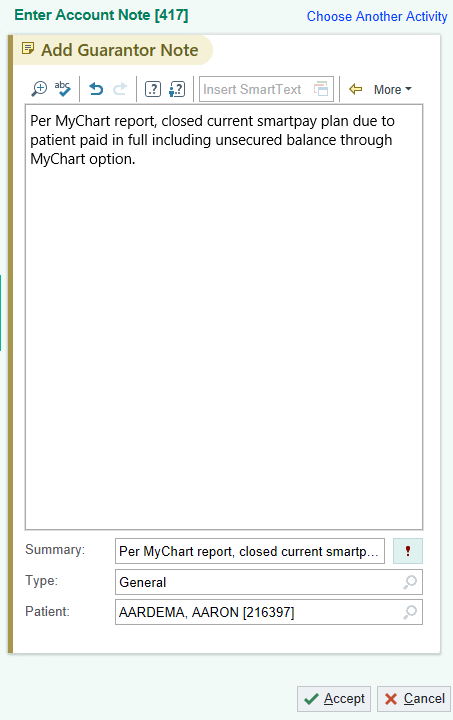 Enter Account Note [417]
Choose Another Activity
Add Guarantor Note
abc
.?
?
Insert SmartText
More
Per MyChart report, closed current smartpay plan due to
patient paid in full including unsecured balance through
MyChart option.
Summary:
Per MyChart report, closed current smartp...
!
Type:
General
Patient:
AARDEMA, AARON [216397]
Accept
Cancel